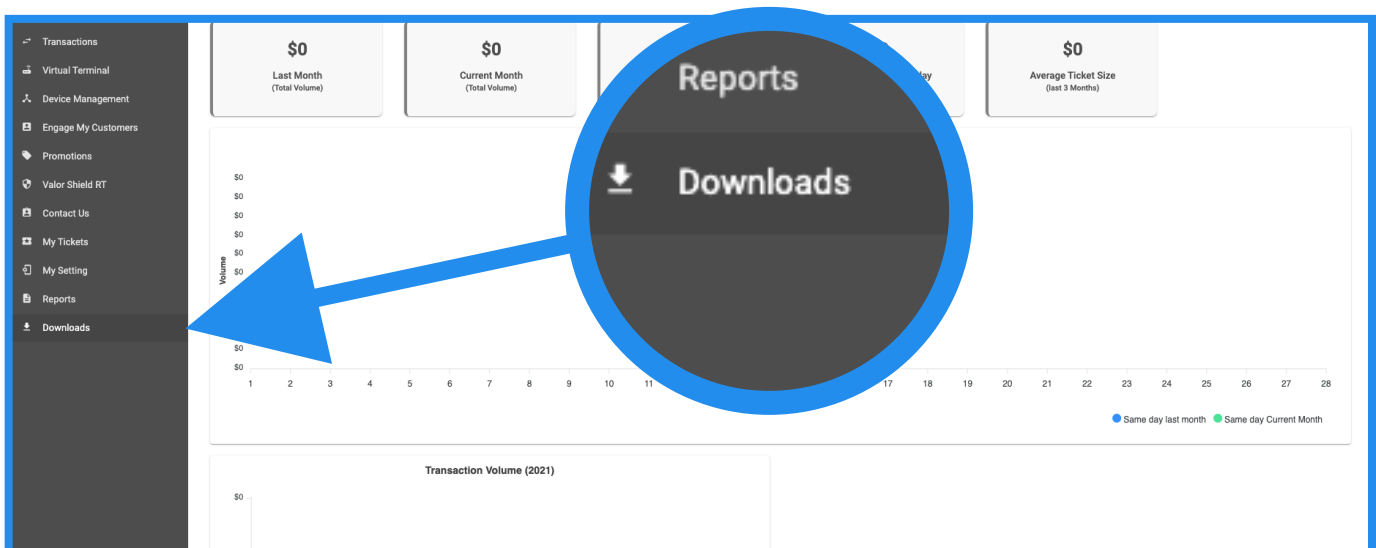 Transactions
Virtual Terminal
Device Management
Engage My Customers
Promotions
Valor Shield RT
Contact Us
My Tickets
My Setting
Reports
Downloads
$0
Last Month
(Total Volume)
$0
Current Month
(Total Volume)
$0
Average Ticket Size
(last 3 Months)
Reports
Downloads
Volume
$0
$0
$0
$0
$0
$0
$0
$0
1 2 3 4 5 6 7 8 9 10 11 17 18 19 20 21 22 23 24 25 26 27 28
Same day last month Same day Current Month
Transaction Volume (2021)
$0